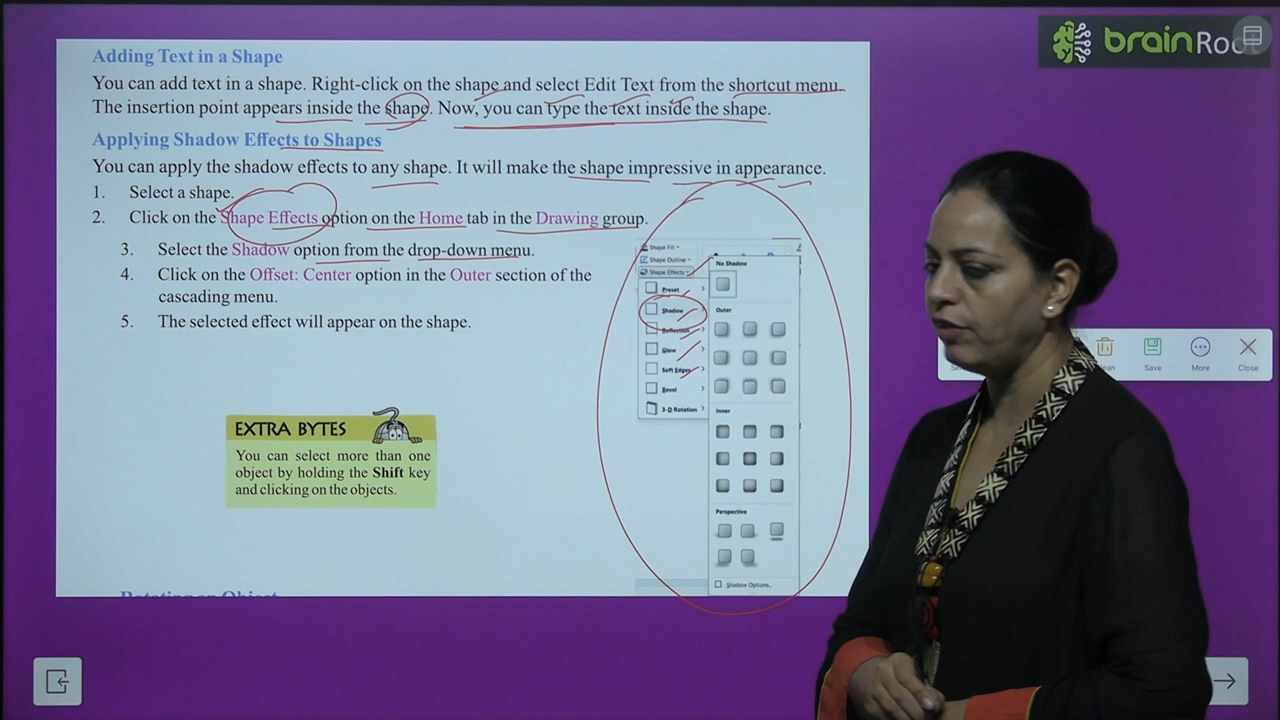 brainRoot
Adding Text in a Shape
You can add text in a shape. Right-click on the shape and select Edit Text from the shortcut menu.
The insertion point appears inside the shape. Now, you can type the text inside the shape.
Applying Shadow Effects to Shapes
You can apply the shadow effects to any shape. It will make the shape impressive in appearance.
1. Select a shape.
2. Click on the Shape Effects option on the Home tab in the Drawing group.
3. Select the Shadow option from the drop-down menu.
4. Click on the Offset: Center option in the Outer section of the
cascading menu.
5. The selected effect will appear on the shape.
EXTRA BYTES
You can select more than one
object by holding the Shift key
and clicking on the objects.
Shape Fill
Shape Outline
Shape Effects
Preset
Shadow
Reflection
Glow
Soft Edges
Bevel
3-D Rotation
No Shadow
Outer
Inner
Perspective
Shadow Options...
Save
More
Close
Rotating an Object